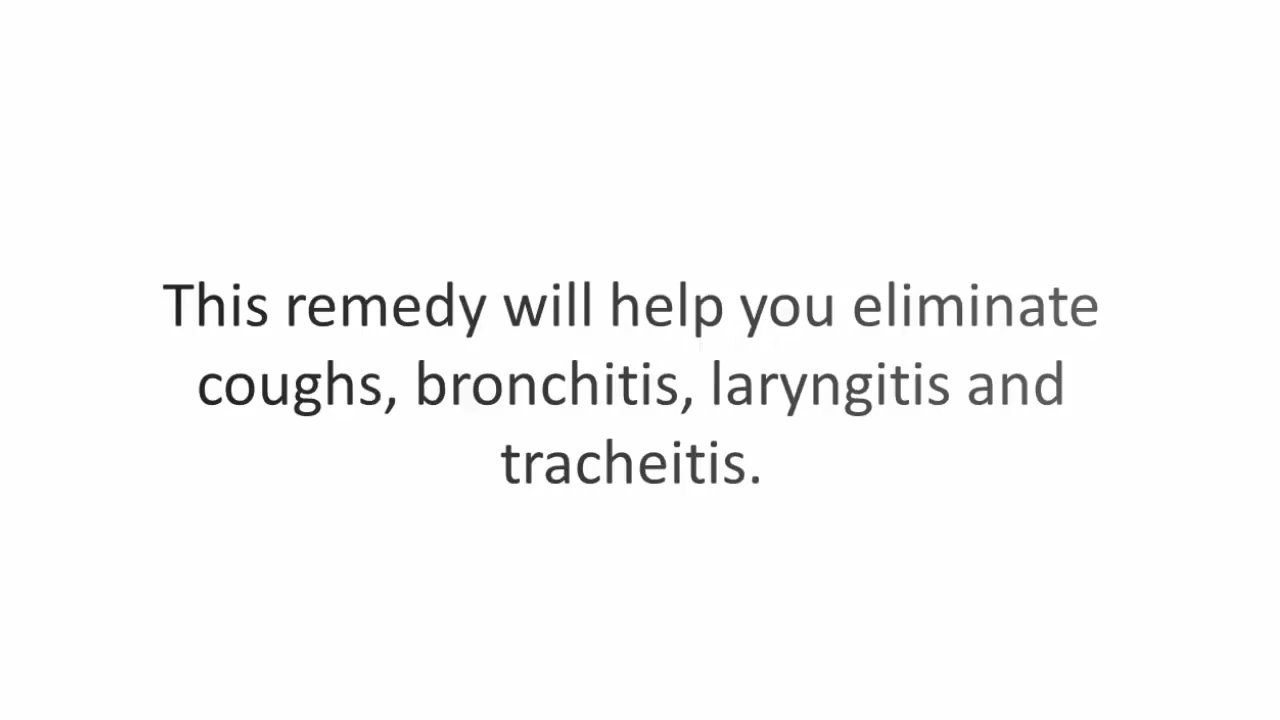 This remedy will help you eliminate
coughs, bronchitis, laryngitis and
tracheitis.